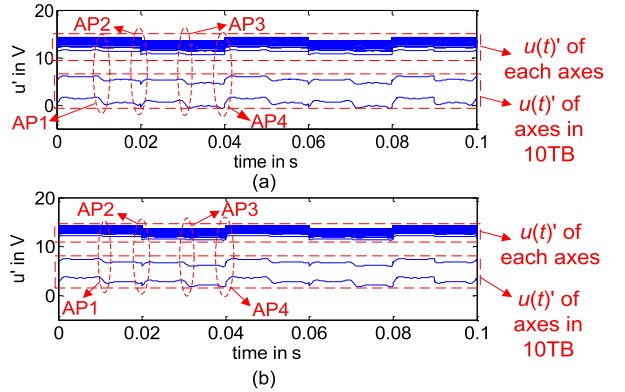 AP2
AP3
20
10
0
u' in V
AP1
AP4
0
0.02
0.04
0.06
0.08
0.1
time in s
(a)
u(t)' of
each axes
u(t)' of
axes in
10TB
20
10
0
u' in V
AP2
AP3
AP1
AP4
0
0.02
0.04
0.06
0.08
0.1
time in s
(b)
u(t)' of
each axes
u(t)' of
axes in
10TB